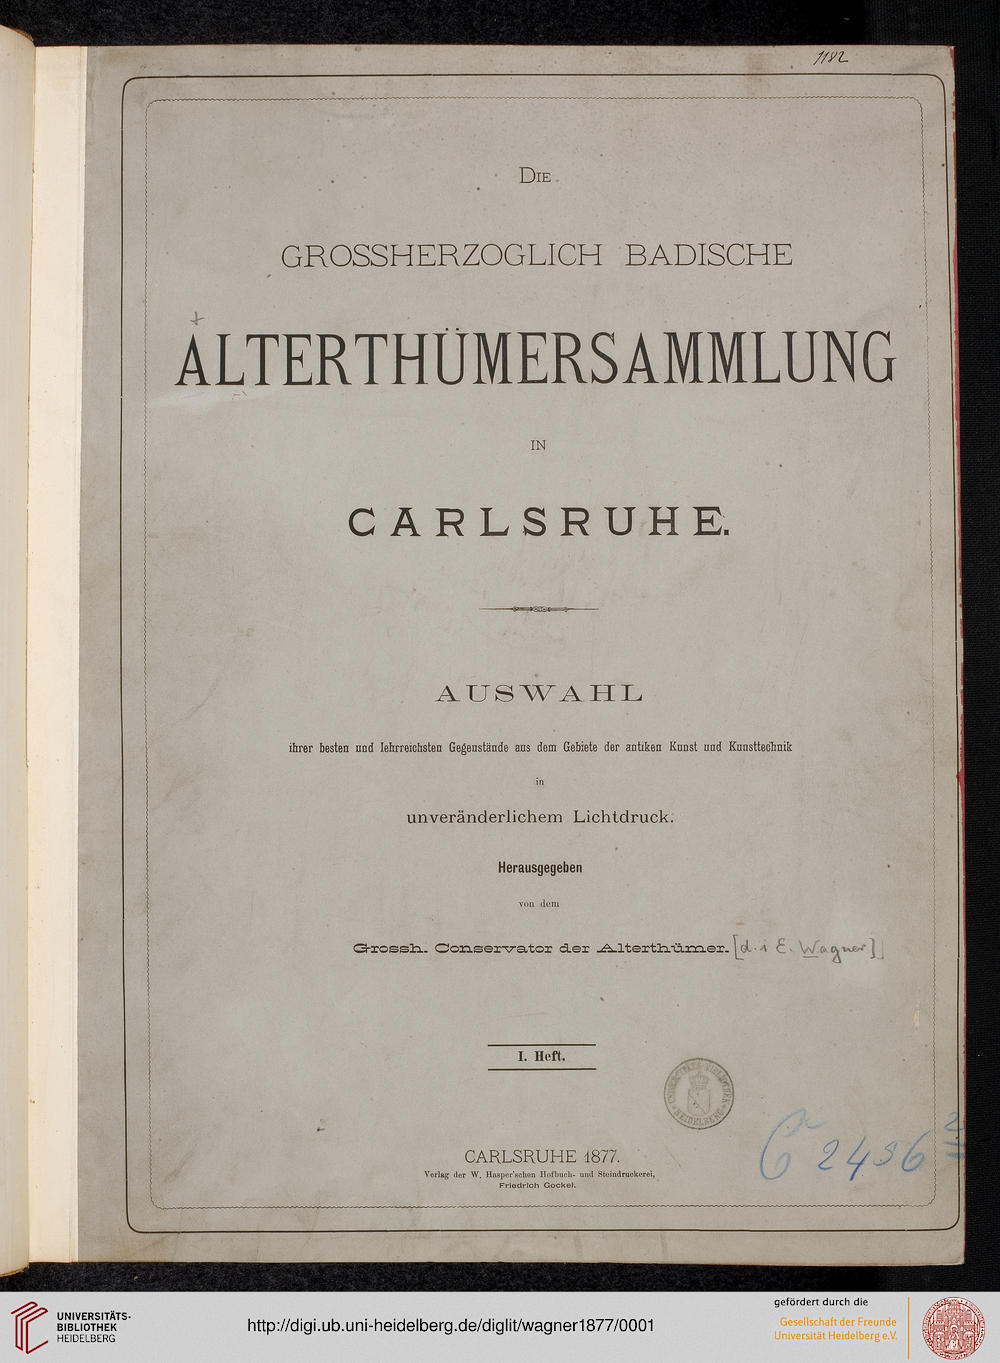 1182
DIE
GROSSHERZOGLICH BADISCHE
ALTERTHÜMERSAMMLUNG
IN
CARLSRUHE.
AUSWAHL
ihrer besten und lehrreichsten Gegenstände aus dem Gebiete der antiken Kunst und Kunsttechnik
in
unveränderlichem Lichtdruck.
Herausgegeben
von dem
Grossh. Conservator der Alterthümer. [d. i E. Wagner]
I. Heft.
UNIVERSITÄTS-BIBLIOTHEK HEIDELBERG
C 2436
CARLSRUHE 1877.
Verlag der W. Hasper'schen Hofbuch- und Steindruckerei,
Friedrich Gockel.
UNIVERSITÄTS-
BIBLIOTHEK
HEIDELBERG
http://digi.ub.uni-heidelberg.de/diglit/wagner1877/0001
gefördert durch die
Gesellschaft der Freunde
Universität Heidelberg e.V.